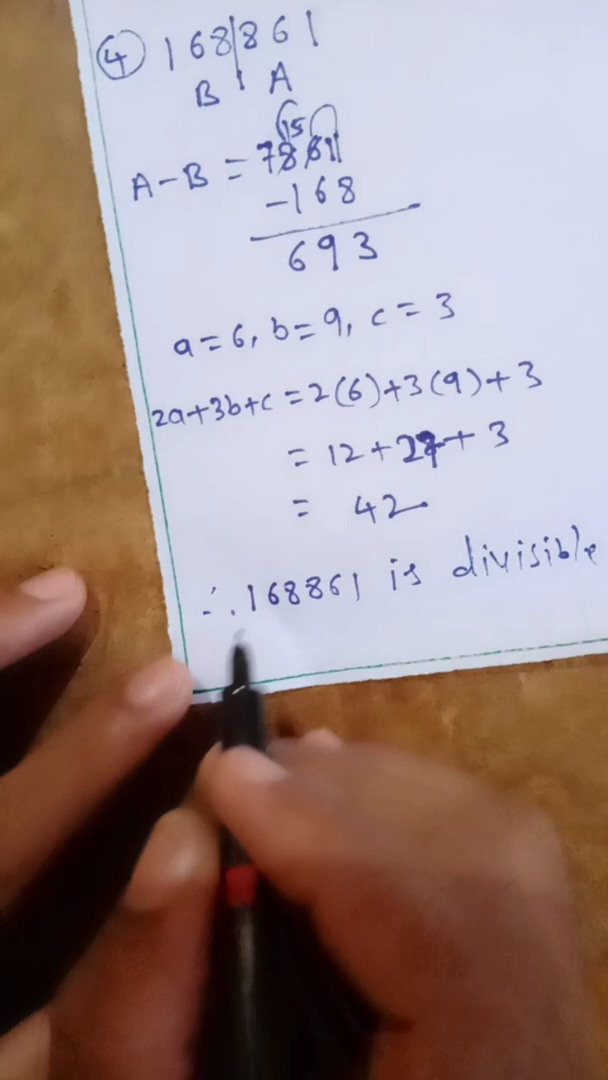 ④ 168|861
B A
15
A-B = 7861
-168
693
a=6, b=9, c=3
2a+3b+c = 2(6)+3(9)+3
= 12+27+3
= 42
∴ 168861 is divisible